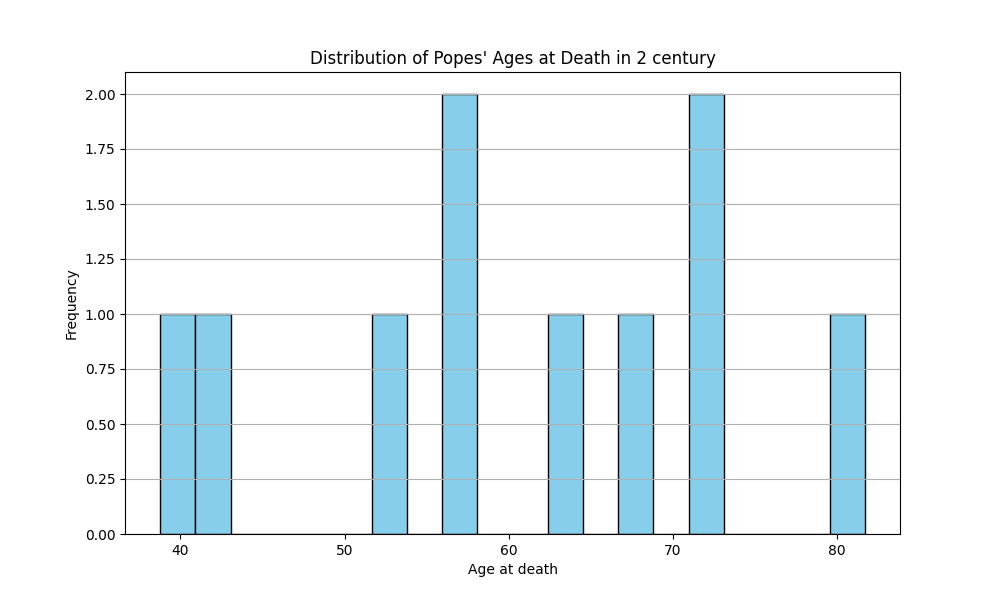 Distribution of Popes' Ages at Death in 2 century
2.00
1.75
1.50
1.25
1.00
0.75
0.50
0.25
0.00
Frequency
40 50 60 70 80
Age at death